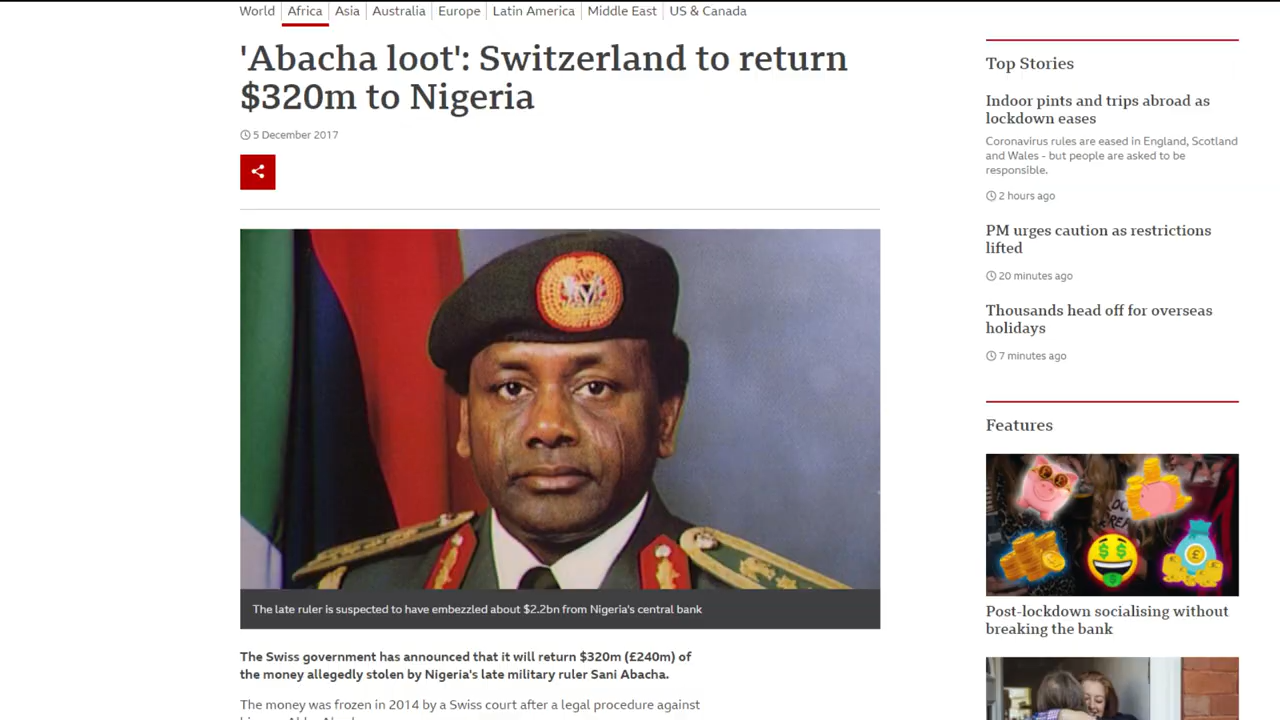 World Africa Asia Australia Europe Latin America Middle East US & Canada
'Abacha loot': Switzerland to return
$320m to Nigeria
5 December 2017
The late ruler is suspected to have embezzled about $2.2bn from Nigeria's central bank
The Swiss government has announced that it will return $320m (£240m) of
the money allegedly stolen by Nigeria's late military ruler Sani Abacha.
The money was frozen in 2014 by a Swiss court after a legal procedure against
Top Stories
Indoor pints and trips abroad as
lockdown eases
Coronavirus rules are eased in England, Scotland
and Wales - but people are asked to be
responsible.
2 hours ago
PM urges caution as restrictions
lifted
20 minutes ago
Thousands head off for overseas
holidays
7 minutes ago
Features
Post-lockdown socialising without
breaking the bank